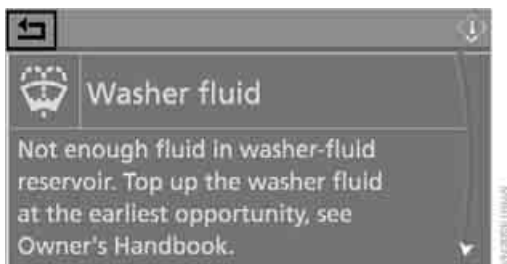 Washer fluid
Not enough fluid in washer-fluid
reservoir. Top up the washer fluid
at the earliest opportunity, see
Owner's Handbook.